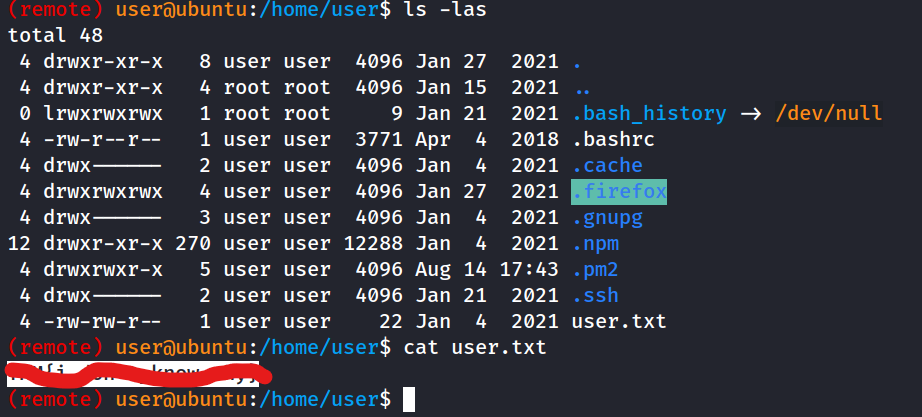 (remote) user@ubuntu:/home/user$ ls -las
total 48
4 drwxr-xr-x 8 user user 4096 Jan 27 2021 .
4 drwxr-xr-x 4 root root 4096 Jan 15 2021 ..
0 lrwxrwxrwx 1 root root 9 Jan 21 2021 .bash_history → /dev/null
4 -rw-r--r-- 1 user user 3771 Apr 4 2018 .bashrc
4 drwx------ 2 user user 4096 Jan 4 2021 .cache
4 drwxrwxrwx 4 user user 4096 Jan 27 2021 .firefox
4 drwx------ 3 user user 4096 Jan 4 2021 .gnupg
12 drwxr-xr-x 270 user user 12288 Jan 4 2021 .npm
4 drwxrwxr-x 5 user user 4096 Aug 14 17:43 .pm2
4 drwx------ 2 user user 4096 Jan 21 2021 .ssh
4 -rw-rw-r-- 1 user user 22 Jan 4 2021 user.txt
(remote) user@ubuntu:/home/user$ cat user.txt
(remote) user@ubuntu:/home/user$